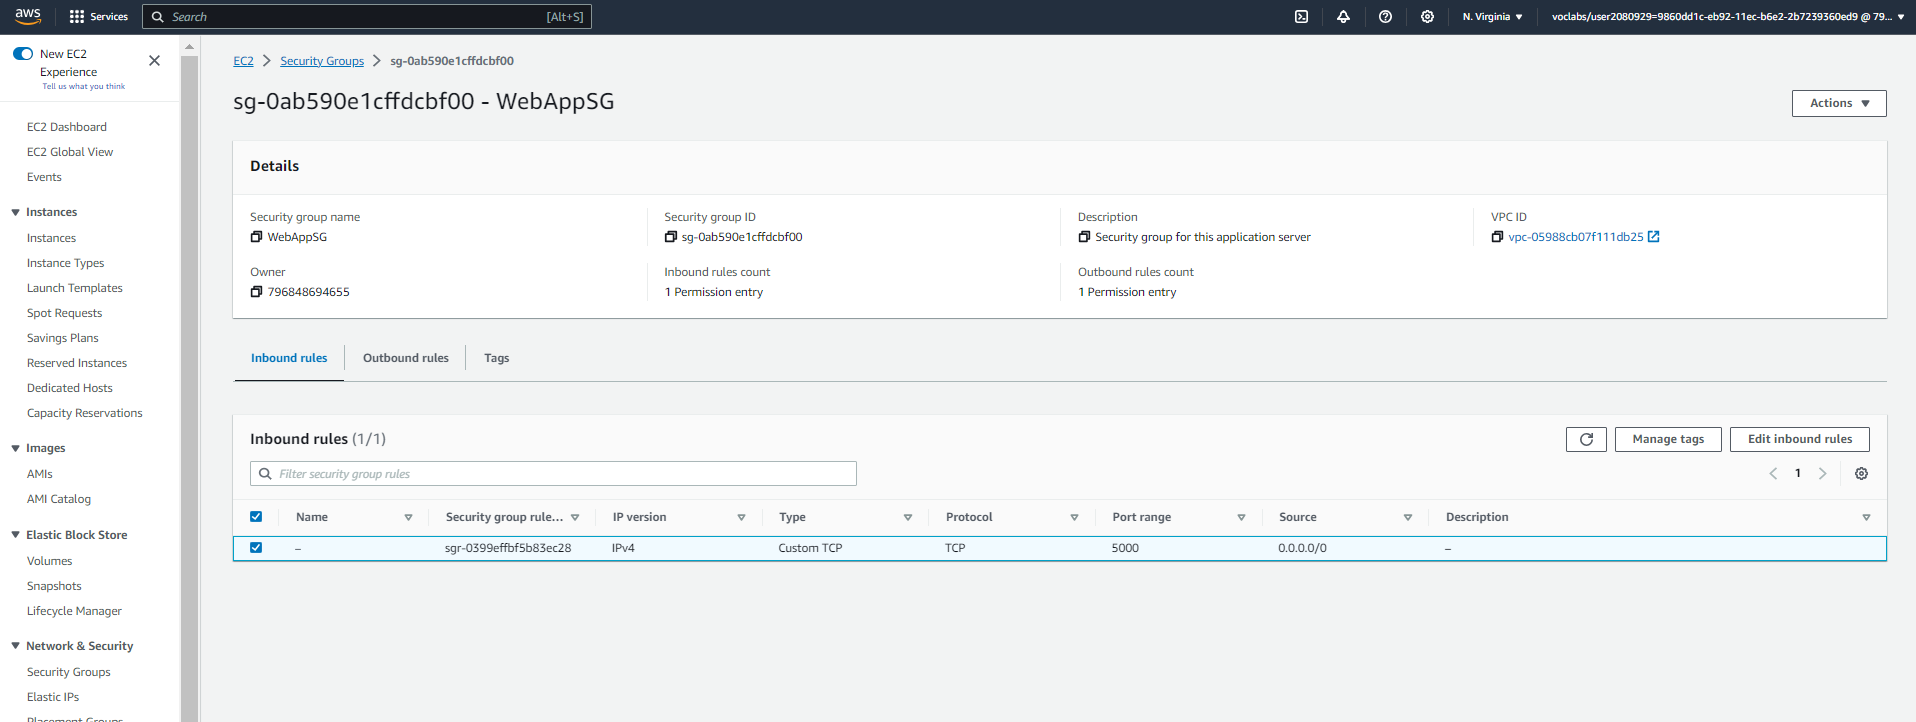 aws Services Search [Alt+S] N. Virginia voclabs/user2080929=9860dd1c-eb92-11ec-b6e2-2b7239360ed9 @ 79...
New EC2
Experience
Tell us what you think
EC2 Dashboard
EC2 Global View
Events
Instances
Instances
Instance Types
Launch Templates
Spot Requests
Savings Plans
Reserved Instances
Dedicated Hosts
Capacity Reservations
Images
AMIs
AMI Catalog
Elastic Block Store
Volumes
Snapshots
Lifecycle Manager
Network & Security
Security Groups
Elastic IPs
Placement Groups
EC2 > Security Groups > sg-0ab590e1cffdcbf00
sg-0ab590e1cffdcbf00 - WebAppSG
Actions
Details
Security group name
WebAppSG
Security group ID
sg-0ab590e1cffdcbf00
Description
Security group for this application server
VPC ID
vpc-05988cb07f111db25
Owner
796848694655
Inbound rules count
1 Permission entry
Outbound rules count
1 Permission entry
Inbound rules Outbound rules Tags
Inbound rules (1/1)
Manage tags Edit inbound rules
Filter security group rules
1
Name Security group rule... IP version Type Protocol Port range Source Description
– sgr-0399effbf5b83ec28 IPv4 Custom TCP TCP 5000 0.0.0.0/0 –